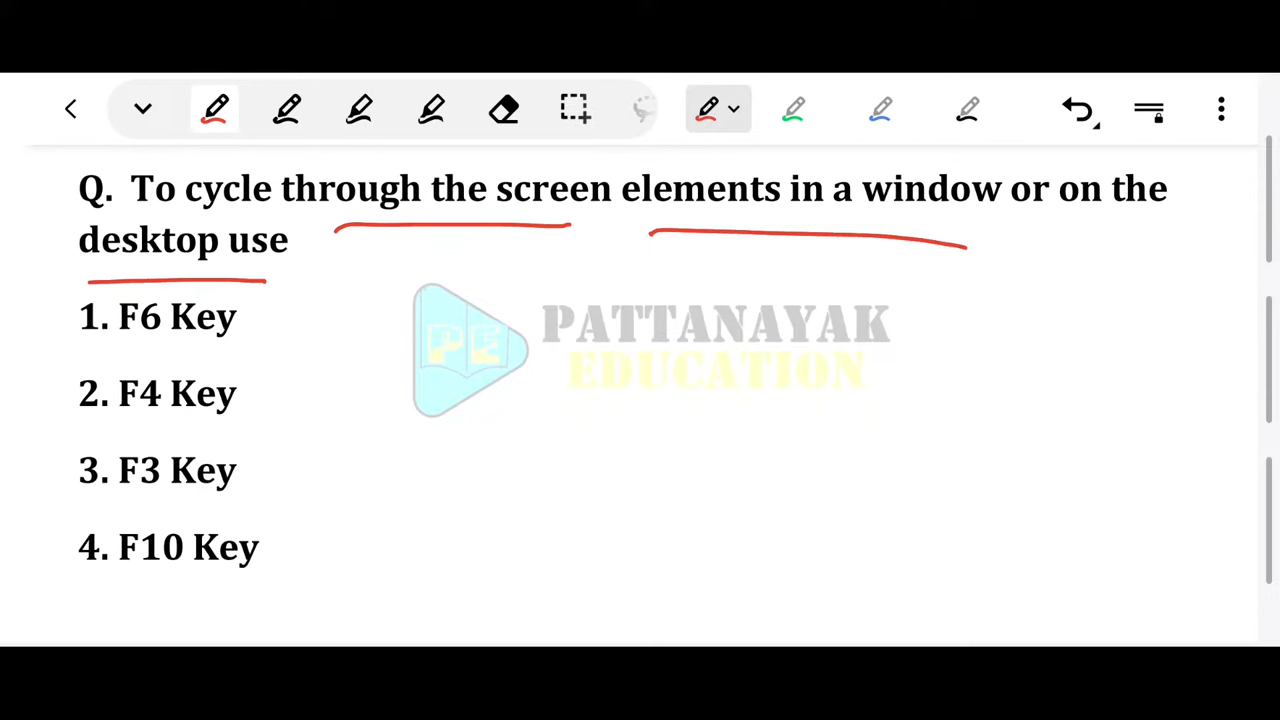 Q. To cycle through the screen elements in a window or on the
desktop use
1. F6 Key
PATTANAYAK
PE
EDUCATION
2. F4 Key
3. F3 Key
4. F10 Key